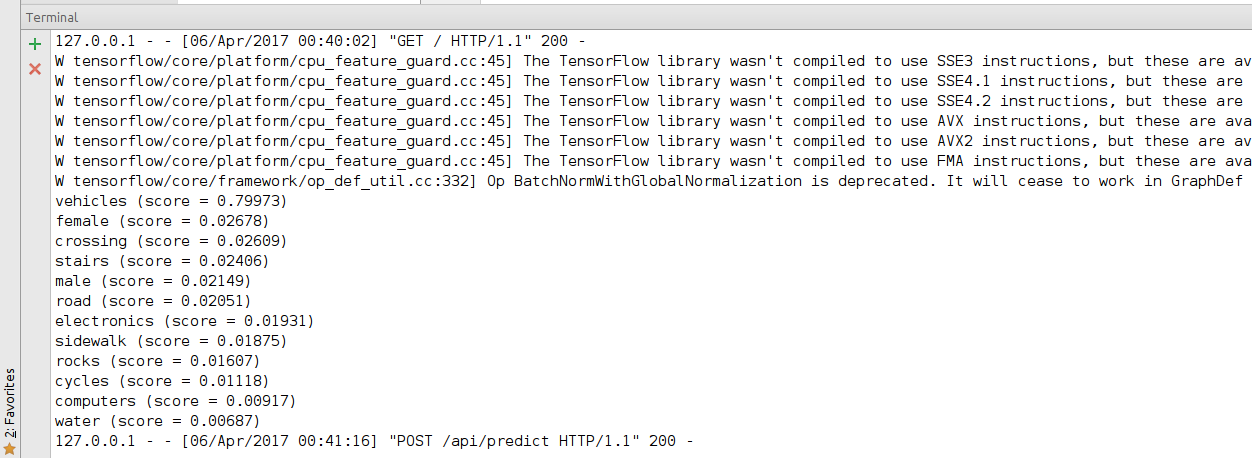 Terminal
127.0.0.1 - - [06/Apr/2017 00:40:02] "GET / HTTP/1.1" 200 -
W tensorflow/core/platform/cpu_feature_guard.cc:45] The TensorFlow library wasn't compiled to use SSE3 instructions, but these are av
W tensorflow/core/platform/cpu_feature_guard.cc:45] The TensorFlow library wasn't compiled to use SSE4.1 instructions, but these are
W tensorflow/core/platform/cpu_feature_guard.cc:45] The TensorFlow library wasn't compiled to use SSE4.2 instructions, but these are
W tensorflow/core/platform/cpu_feature_guard.cc:45] The TensorFlow library wasn't compiled to use AVX instructions, but these are ava
W tensorflow/core/platform/cpu_feature_guard.cc:45] The TensorFlow library wasn't compiled to use AVX2 instructions, but these are av
W tensorflow/core/platform/cpu_feature_guard.cc:45] The TensorFlow library wasn't compiled to use FMA instructions, but these are ava
W tensorflow/core/framework/op_def_util.cc:332] Op BatchNormWithGlobalNormalization is deprecated. It will cease to work in GraphDef
vehicles (score = 0.79973)
female (score = 0.02678)
crossing (score = 0.02609)
stairs (score = 0.02406)
male (score = 0.02149)
road (score = 0.02051)
electronics (score = 0.01931)
sidewalk (score = 0.01875)
rocks (score = 0.01607)
cycles (score = 0.01118)
computers (score = 0.00917)
water (score = 0.00687)
127.0.0.1 - - [06/Apr/2017 00:41:16] "POST /api/predict HTTP/1.1" 200 -
2: Favorites